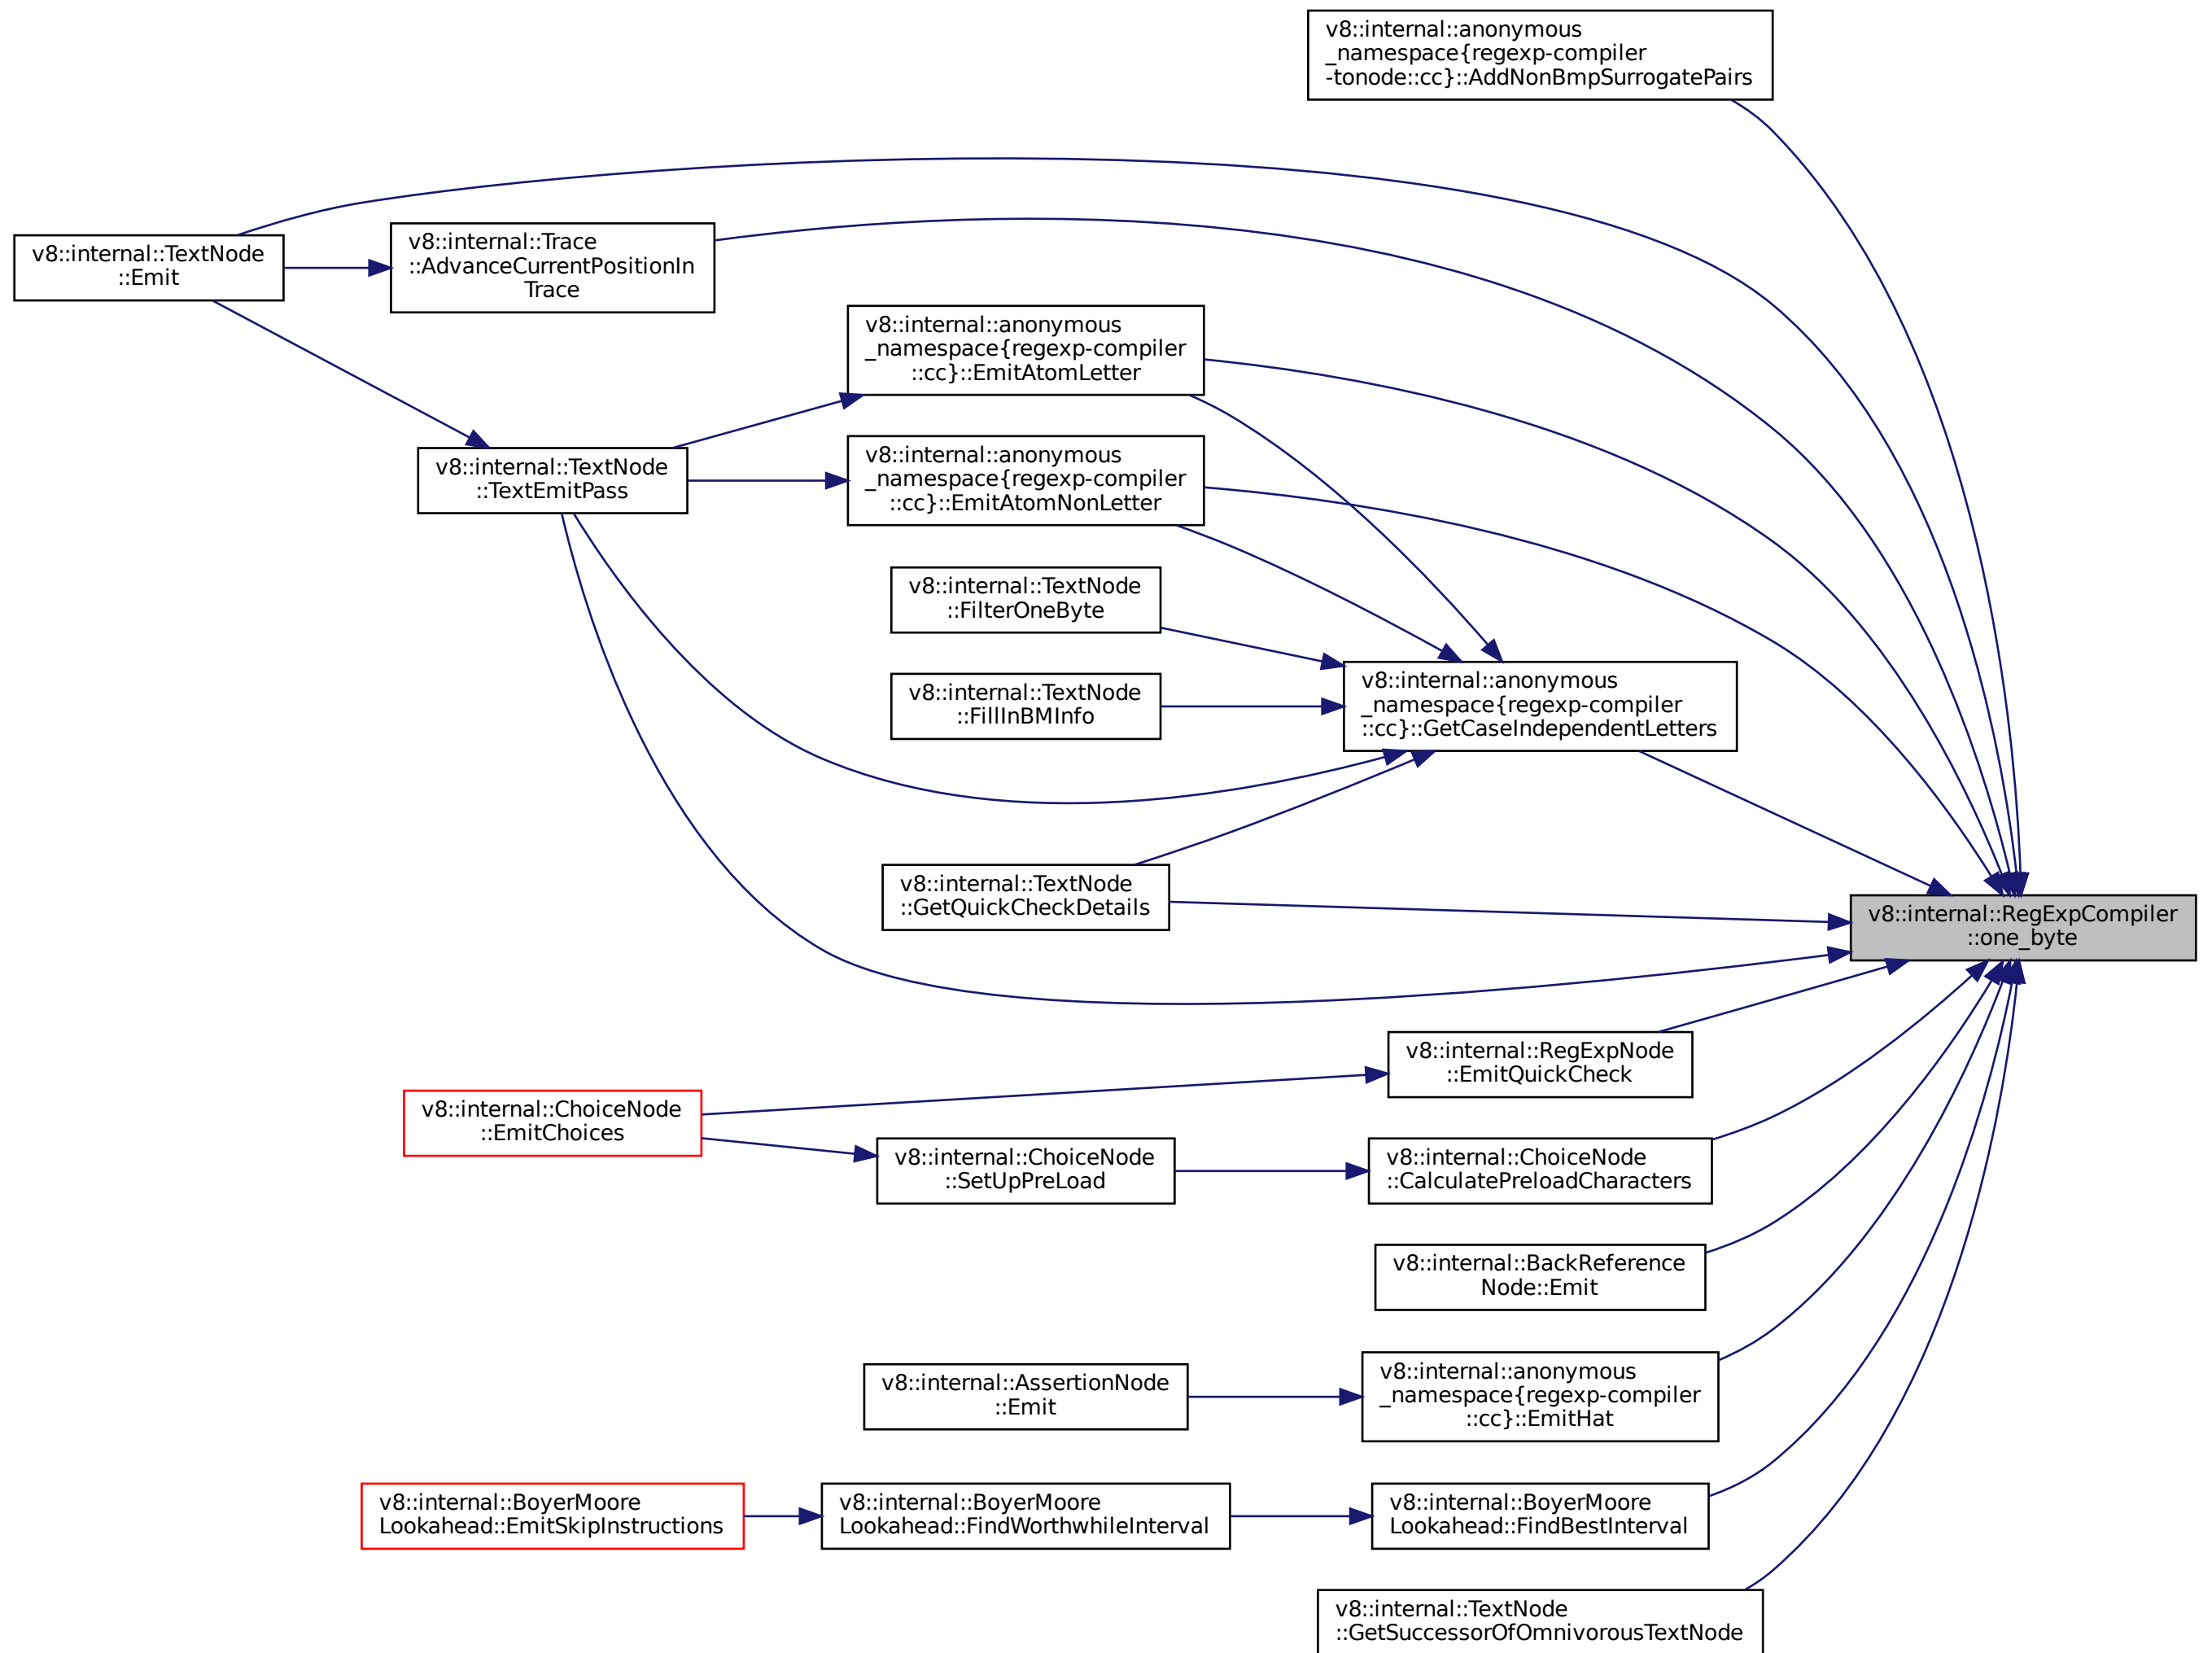 v8::internal::anonymous
_namespace{regexp-compiler
-tonode::cc}::AddNonBmpSurrogatePairs
v8::internal::TextNode
::Emit
v8::internal::Trace
::AdvanceCurrentPositionIn
Trace
v8::internal::anonymous
_namespace{regexp-compiler
::cc}::EmitAtomLetter
v8::internal::TextNode
::TextEmitPass
v8::internal::anonymous
_namespace{regexp-compiler
::cc}::EmitAtomNonLetter
v8::internal::TextNode
::FilterOneByte
v8::internal::TextNode
::FillInBMInfo
v8::internal::anonymous
_namespace{regexp-compiler
::cc}::GetCaseIndependentLetters
v8::internal::TextNode
::GetQuickCheckDetails
v8::internal::RegExpCompiler
::one_byte
v8::internal::RegExpNode
::EmitQuickCheck
v8::internal::ChoiceNode
::EmitChoices
v8::internal::ChoiceNode
::SetUpPreLoad
v8::internal::ChoiceNode
::CalculatePreloadCharacters
v8::internal::BackReference
Node::Emit
v8::internal::AssertionNode
::Emit
v8::internal::anonymous
_namespace{regexp-compiler
::cc}::EmitHat
v8::internal::BoyerMoore
Lookahead::EmitSkipInstructions
v8::internal::BoyerMoore
Lookahead::FindWorthwhileInterval
v8::internal::BoyerMoore
Lookahead::FindBestInterval
v8::internal::TextNode
::GetSuccessorOfOmnivorousTextNode